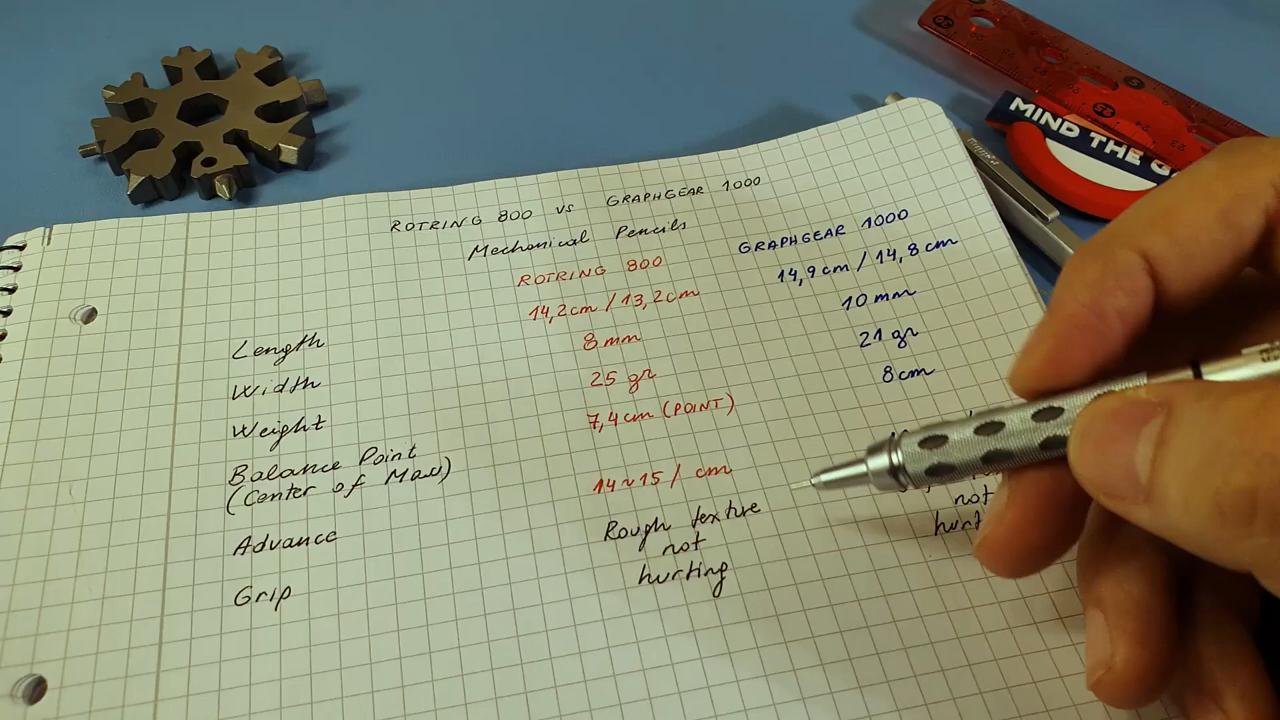 ROTRING 800 VS GRAPHGEAR 1000
Mechanical Pencils
ROTRING 800 GRAPHGEAR 1000
Length 14,2cm / 13,2cm 14,9cm / 14,8cm
Width 8mm 10mm
Weight 25 gr 21 gr
Balance Point 7,4cm (POINT) 8cm
(Center of Mass)
Advance 14~15 / cm
Grip Rough texture
not not
hurting
MIND THE G